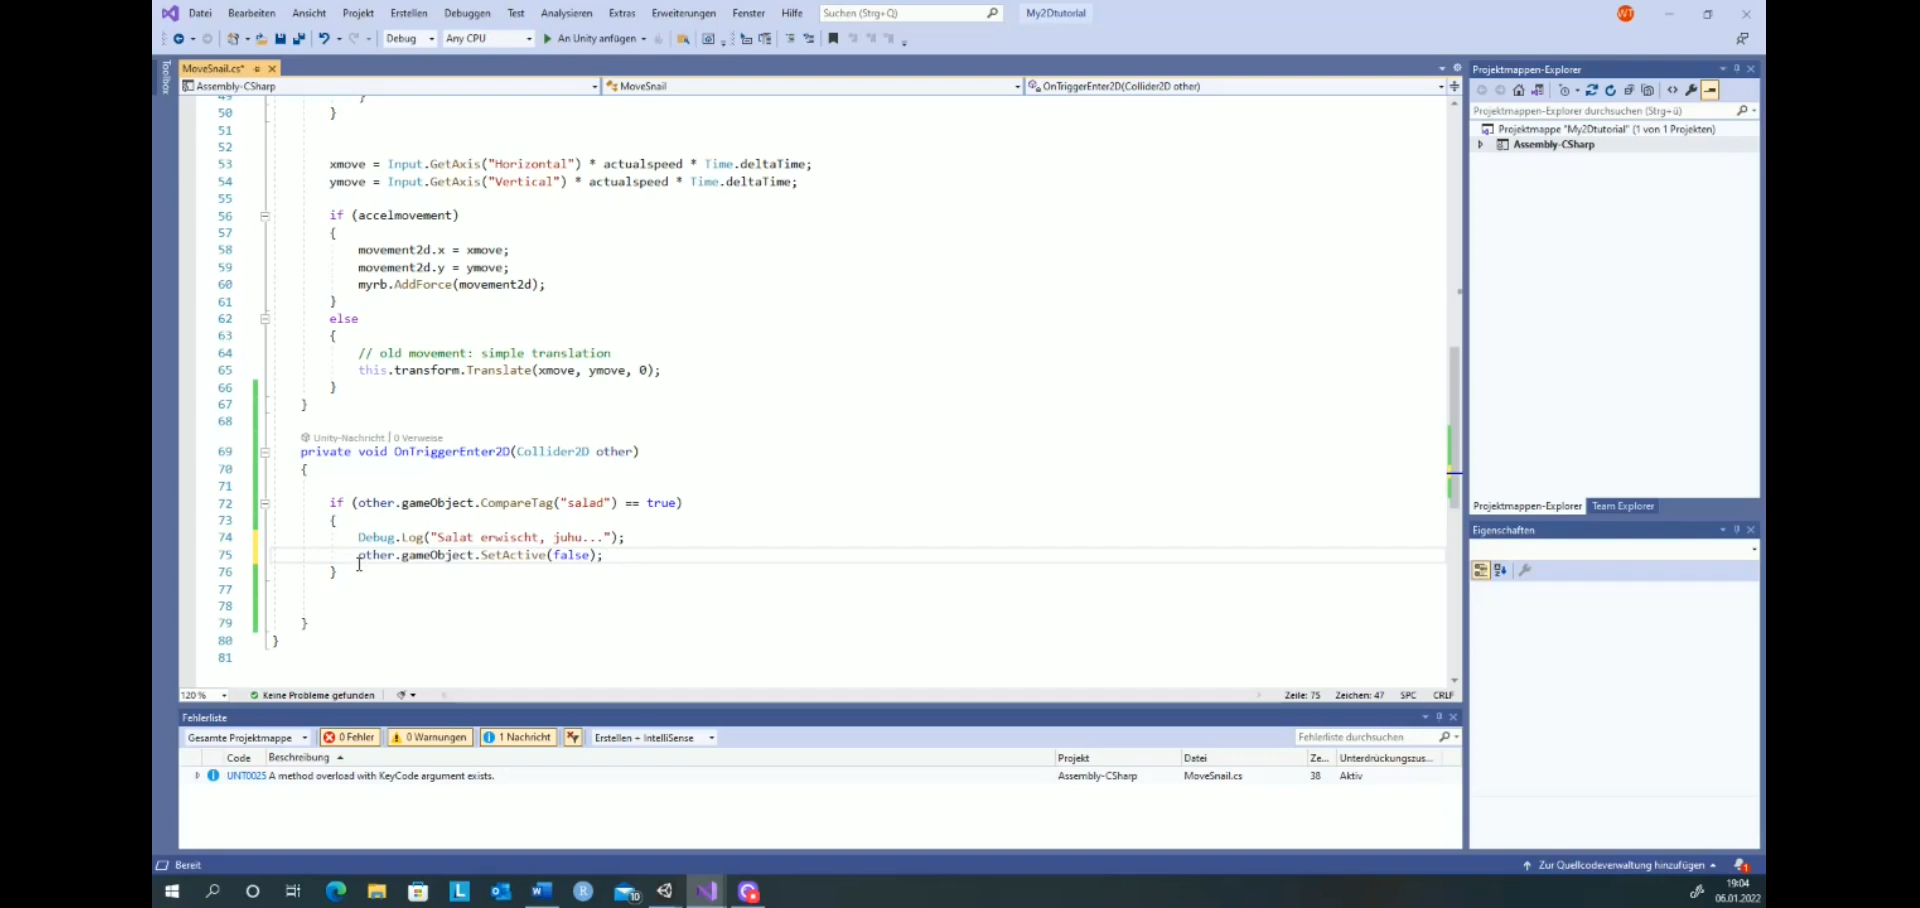 Datei Bearbeiten Ansicht Projekt Erstellen Debuggen Test Analysieren Extras Erweiterungen Fenster Hilfe Suchen (Strg+Q) My2Dtutorial WT
Debug Any CPU An Unity anfügen
Toolbox
MoveSnail.cs*
Assembly-CSharp MoveSnail OnTriggerEnter2D(Collider2D other)
49 }
50 }
51
52
53 xmove = Input.GetAxis("Horizontal") * actualspeed * Time.deltaTime;
54 ymove = Input.GetAxis("Vertical") * actualspeed * Time.deltaTime;
55
56 if (accelmovement)
57 {
58 movement2d.x = xmove;
59 movement2d.y = ymove;
60 myrb.AddForce(movement2d);
61 }
62 else
63 {
64 // old movement: simple translation
65 this.transform.Translate(xmove, ymove, 0);
66 }
67 }
68
Unity-Nachricht | 0 Verweise
69 private void OnTriggerEnter2D(Collider2D other)
70 {
71
72 if (other.gameObject.CompareTag("salad") == true)
73 {
74 Debug.Log("Salat erwischt, juhu...");
75 other.gameObject.SetActive(false);
76 }
77
78
79 }
80 }
81
120 % Keine Probleme gefunden Zeile: 75 Zeichen: 47 SPC CRLF
Projektmappen-Explorer
Projektmappen-Explorer durchsuchen (Strg+ü)
Projektmappe "My2Dtutorial" (1 von 1 Projekten)
Assembly-CSharp
Projektmappen-Explorer Team Explorer
Eigenschaften
Fehlerliste
Gesamte Projektmappe 0 Fehler 0 Warnungen 1 Nachricht Erstellen + IntelliSense Fehlerliste durchsuchen
Code Beschreibung Projekt Datei Ze... Unterdrückungszus...
UNT0025 A method overload with KeyCode argument exists. Assembly-CSharp MoveSnail.cs 38 Aktiv
Bereit Zur Quellcodeverwaltung hinzufügen 1
L R 10
19:04
06.01.2022